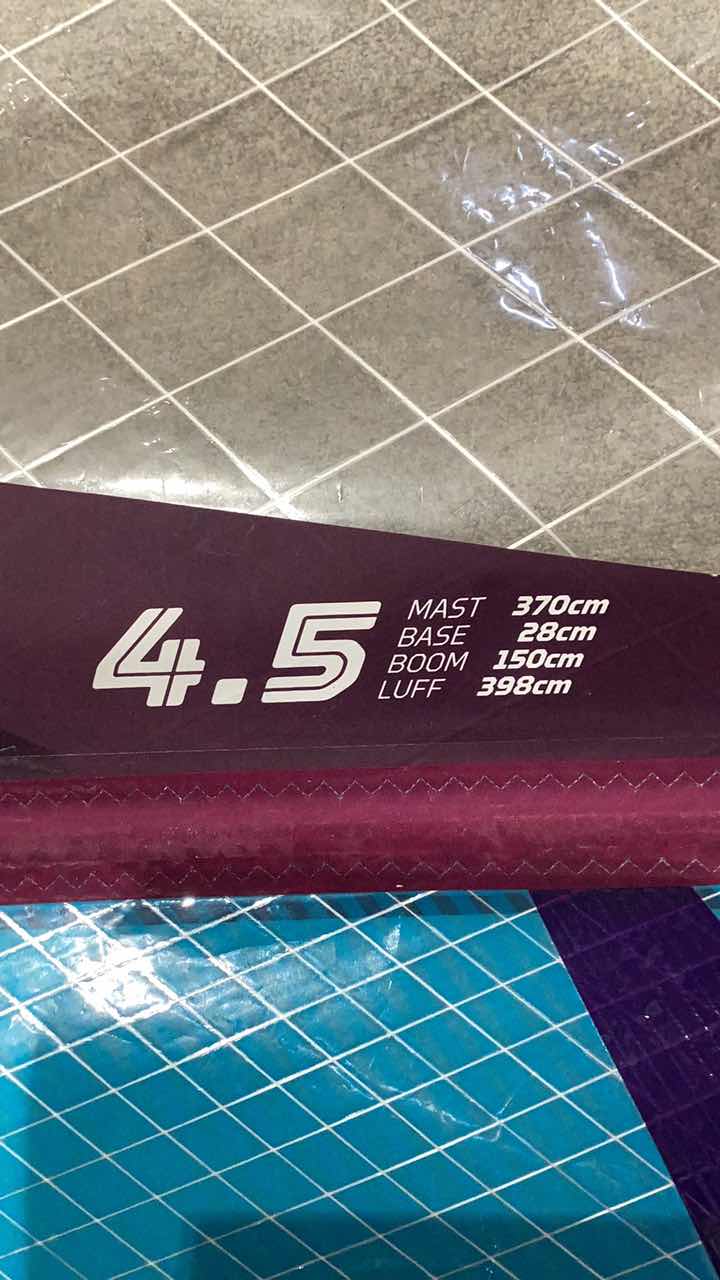 4.5
MAST 370cm
BASE 28cm
BOOM 150cm
LUFF 398cm